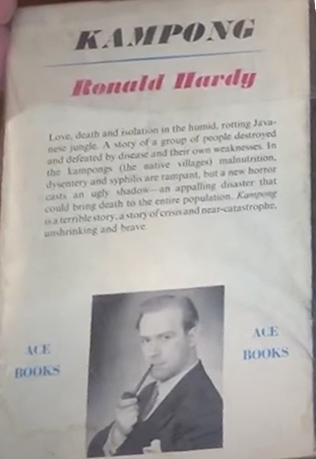 KAMPONG
Ronald Hardy
Love, death and isolation in the humid, rotting Java-
nese jungle. A story of a group of people destroyed
and defeated by disease and their own weaknesses. In
the kampongs (the native villages) malnutrition,
dysentery and syphilis are rampant, but a new horror
casts an ugly shadow—an appalling disaster that
could bring death to the entire population. Kampong
is a terrible story, a story of crisis and near-catastrophe,
unshrinking and brave.
ACE
BOOKS
ACE
BOOKS